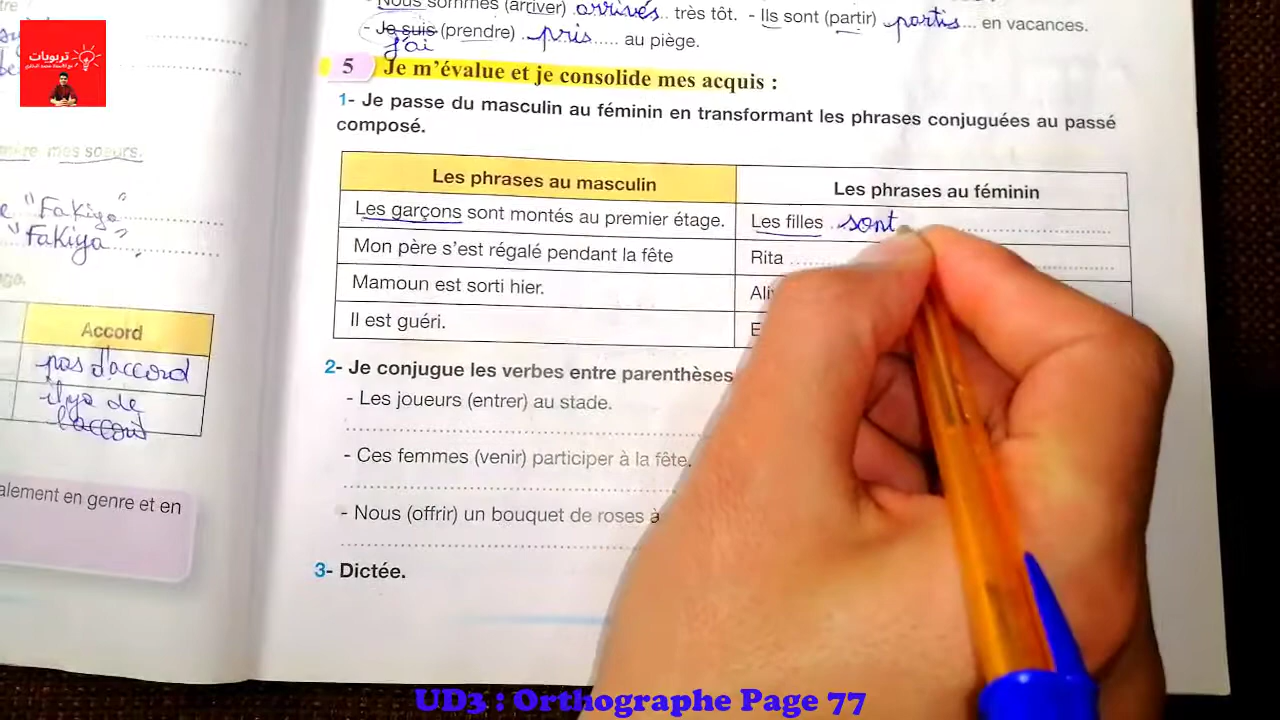 Nous sommes (arriver) arrivés.. très tôt. - Ils sont (partir) partis.... en vacances.
- Je suis (prendre) .pris..... au piège.
j'ai
تربويات
5 Je m'évalue et je consolide mes acquis :
1- Je passe du masculin au féminin en transformant les phrases conjuguées au passé
composé.
Les phrases au masculin Les phrases au féminin
Les garçons sont montés au premier étage. Les filles ..sont
Mon père s'est régalé pendant la fête Rita
Mamoun est sorti hier.
Il est guéri. E
2- Je conjugue les verbes entre parenthèses
- Les joueurs (entrer) au stade.
- Ces femmes (venir) participer à la fête.
- Nous (offrir) un bouquet de roses à
3- Dictée.
mes soeurs.
"Fakiya"
"Fakiya"
Accord
pas d'accord
il y a de
l'accord
alement en genre et en
UD3 : Orthographe Page 77